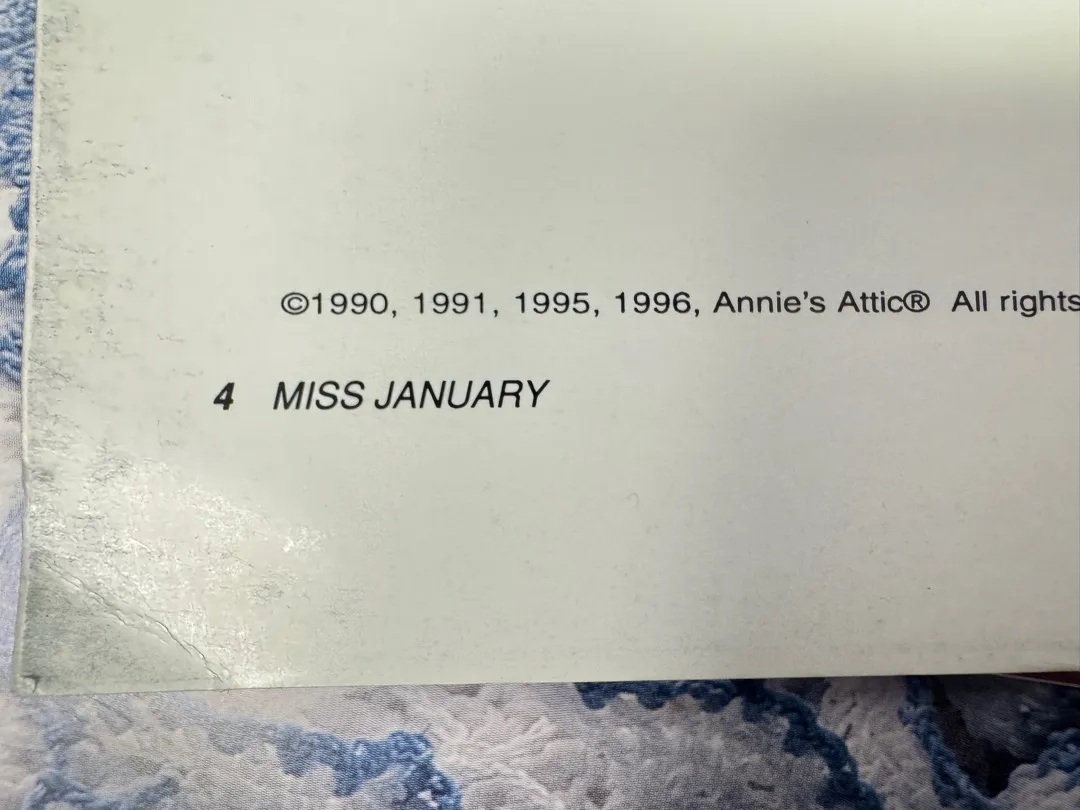 ©1990, 1991, 1995, 1996, Annie's Attic® All rights
4 MISS JANUARY